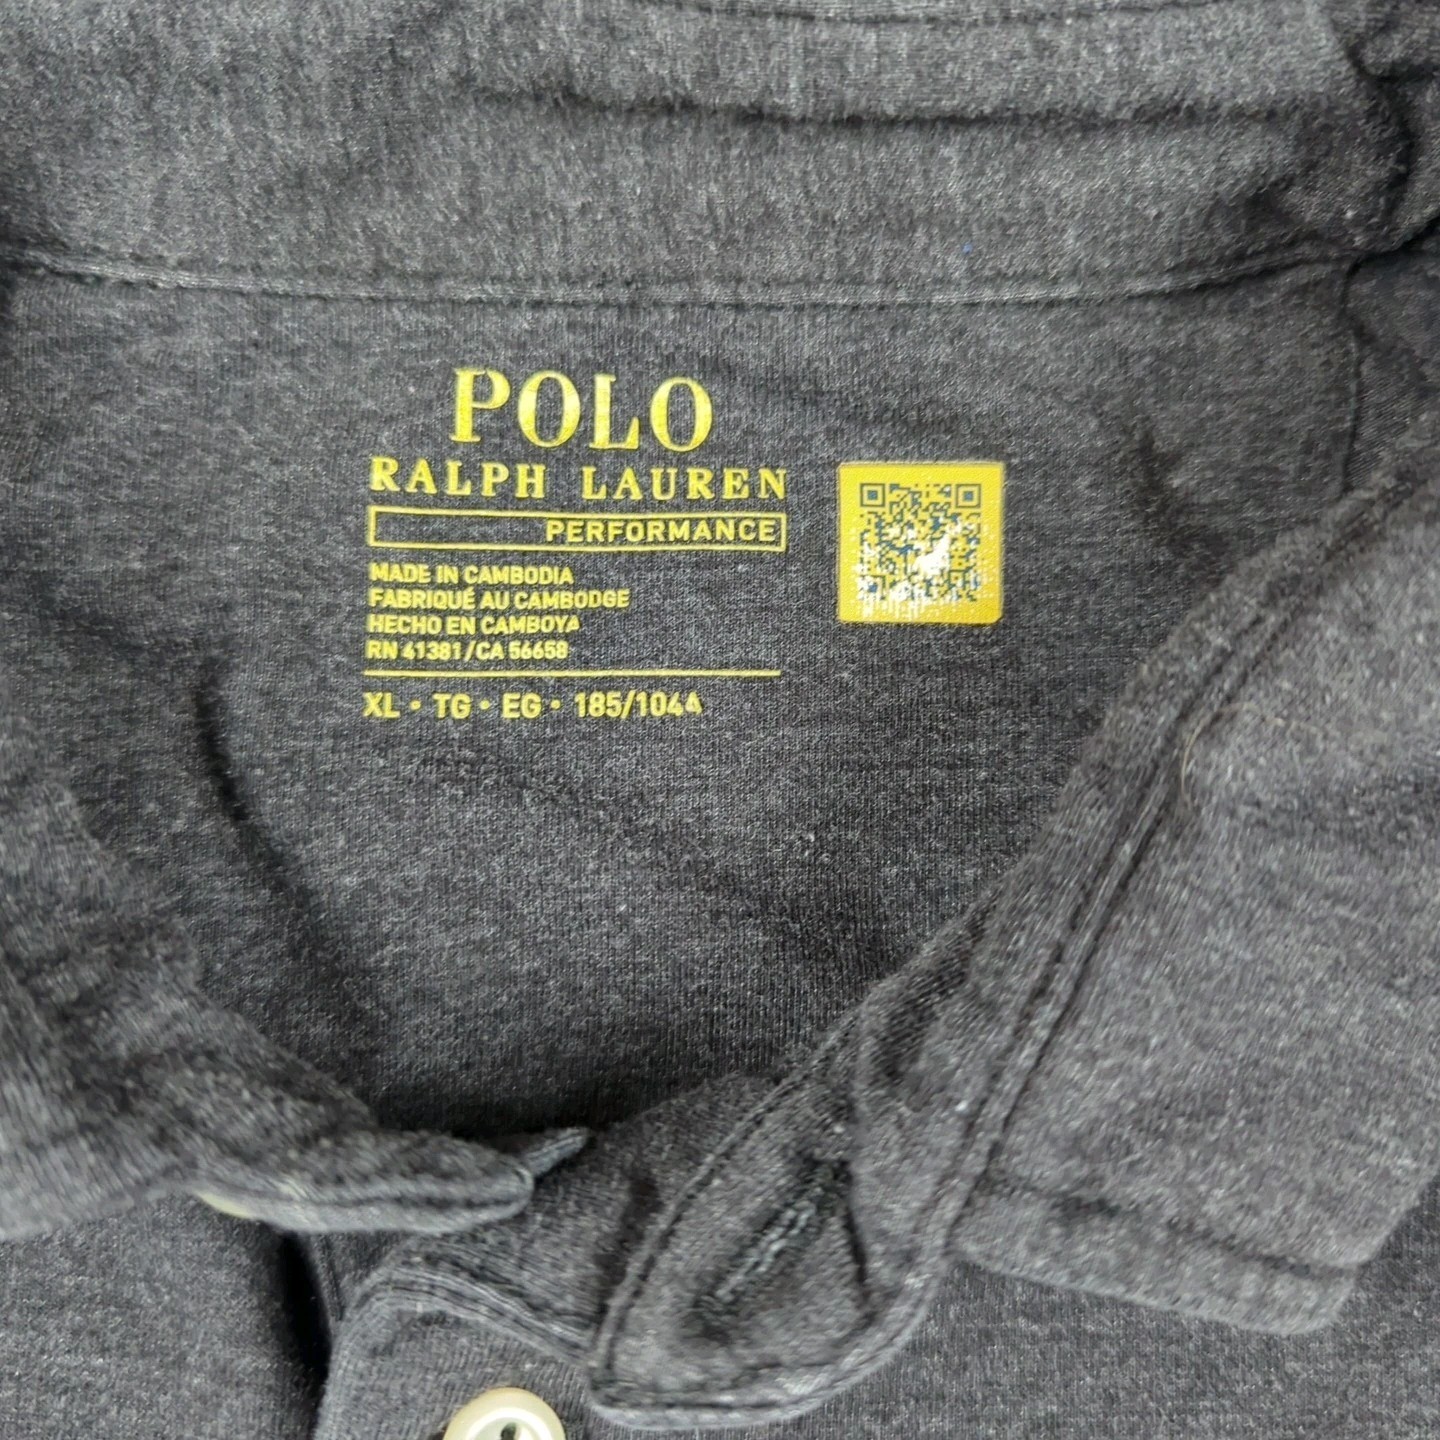 POLO
RALPH LAUREN
PERFORMANCE
MADE IN CAMBODIA
FABRIQUÉ AU CAMBODGE
HECHO EN CAMBOYA
RN 41381/CA 56658
XL • TG • EG • 185/104A